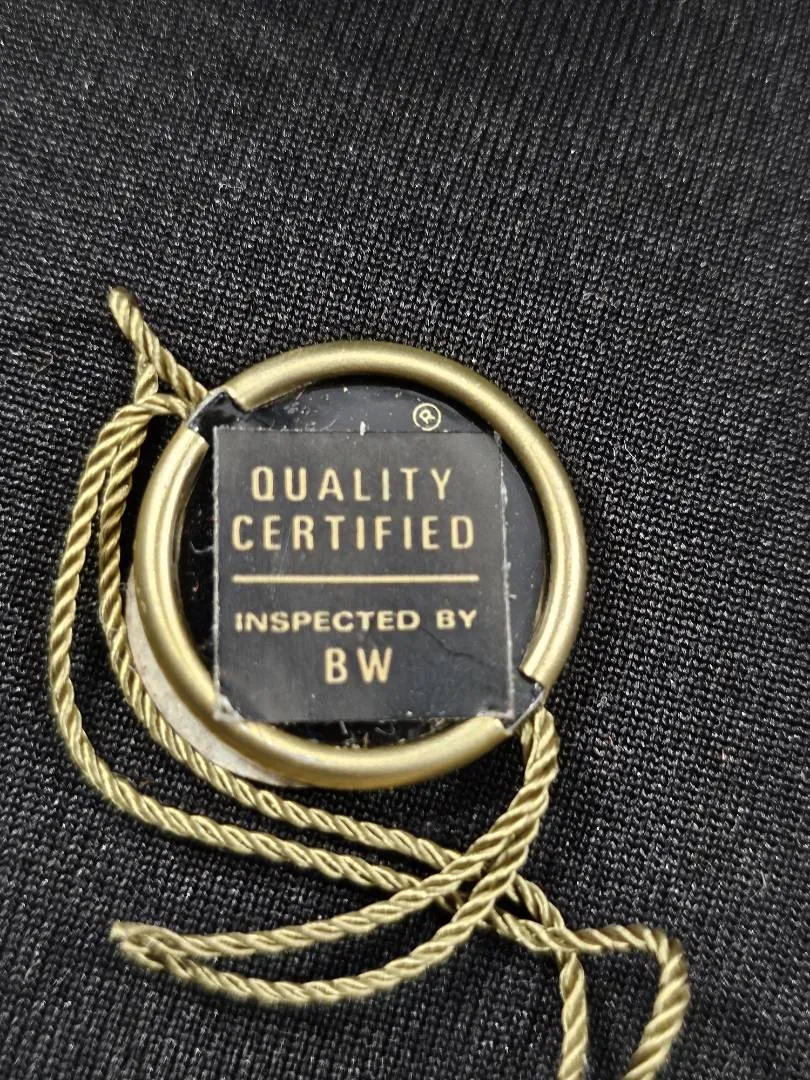 ®
QUALITY
CERTIFIED
INSPECTED BY
BW